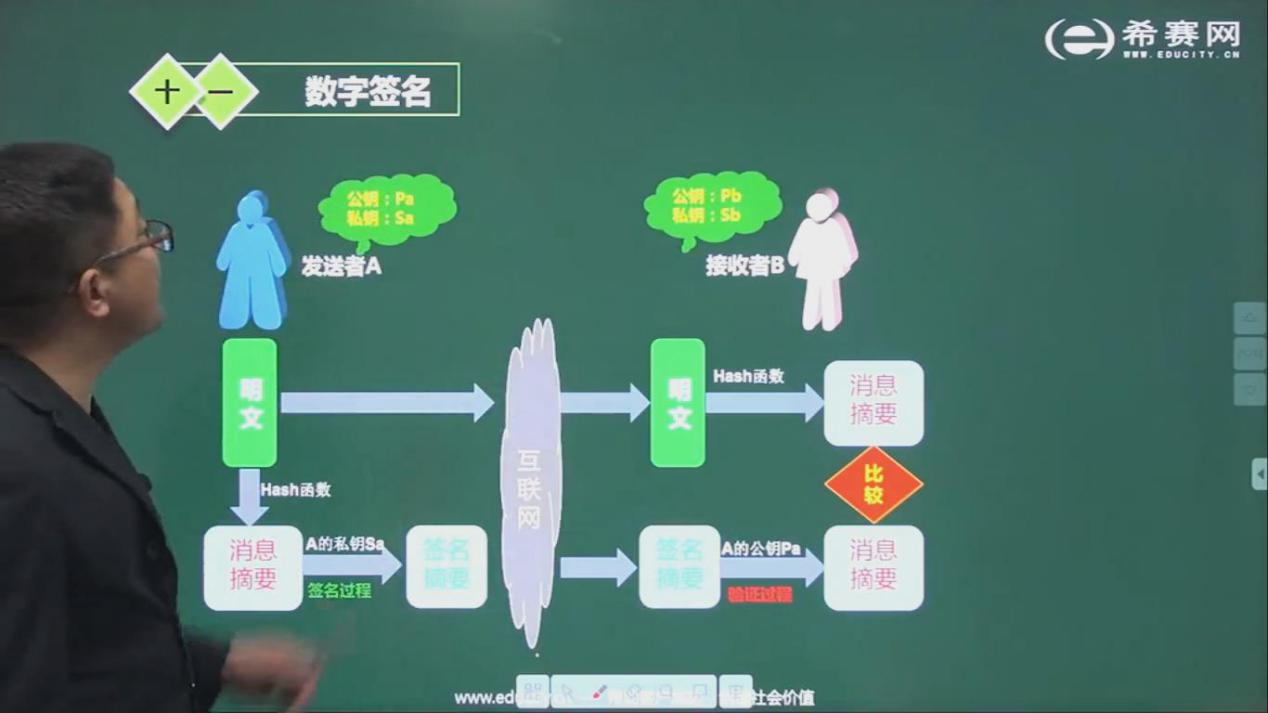 希赛网
WWW.EDUCITY.CN
+
−
数字签名
公钥：Pa
私钥：Sa
发送者A
公钥：Pb
私钥：Sb
接收者B
明文
互联网
明文
Hash函数
消息
摘要
比较
Hash函数
消息
摘要
A的私钥Sa
签名过程
签名
摘要
签名
摘要
A的公钥Pa
验证过程
消息
摘要
www.edu
社会价值